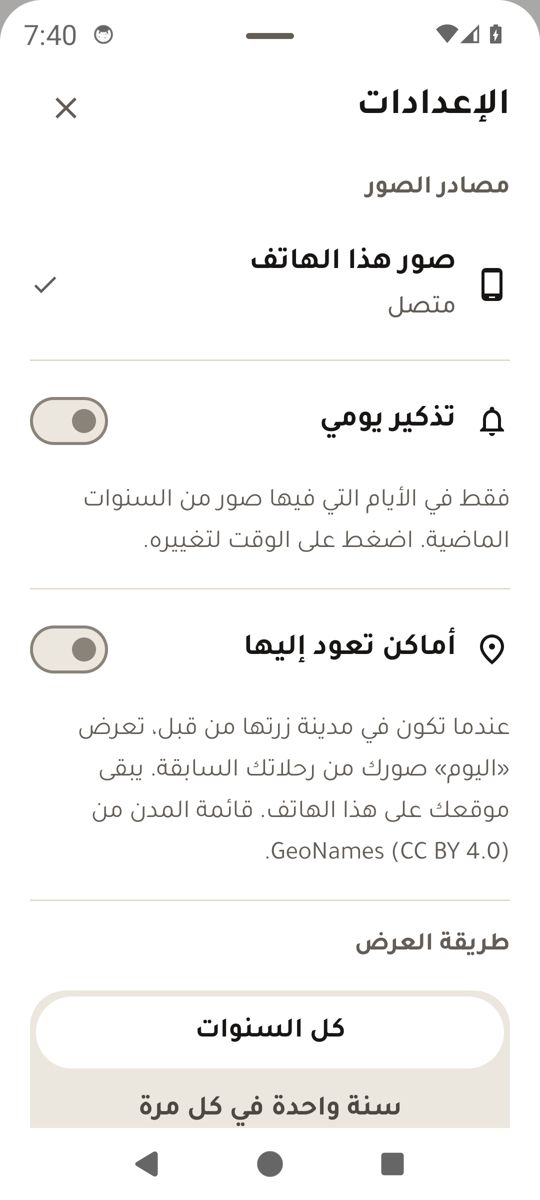 7:40
الإعدادات
مصادر الصور
صور هذا الهاتف
متصل
تذكير يومي
فقط في الأيام التي فيها صور من السنوات
الماضية. اضغط على الوقت لتغييره.
أماكن تعود إليها
عندما تكون في مدينة زرتها من قبل، تعرض
«اليوم» صورك من رحلاتك السابقة. يبقى
موقعك على هذا الهاتف. قائمة المدن من
GeoNames (CC BY 4.0).
طريقة العرض
كل السنوات
سنة واحدة في كل مرة